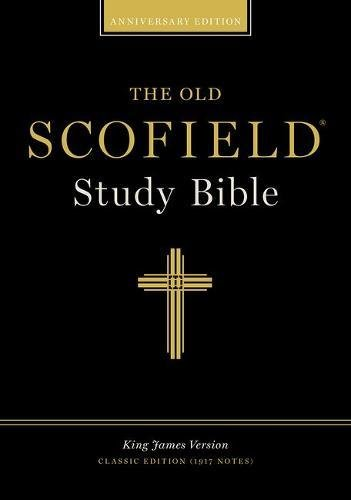 ANNIVERSARY EDITION
THE OLD
SCOFIELD®
Study Bible
King James Version
CLASSIC EDITION (1917 NOTES)